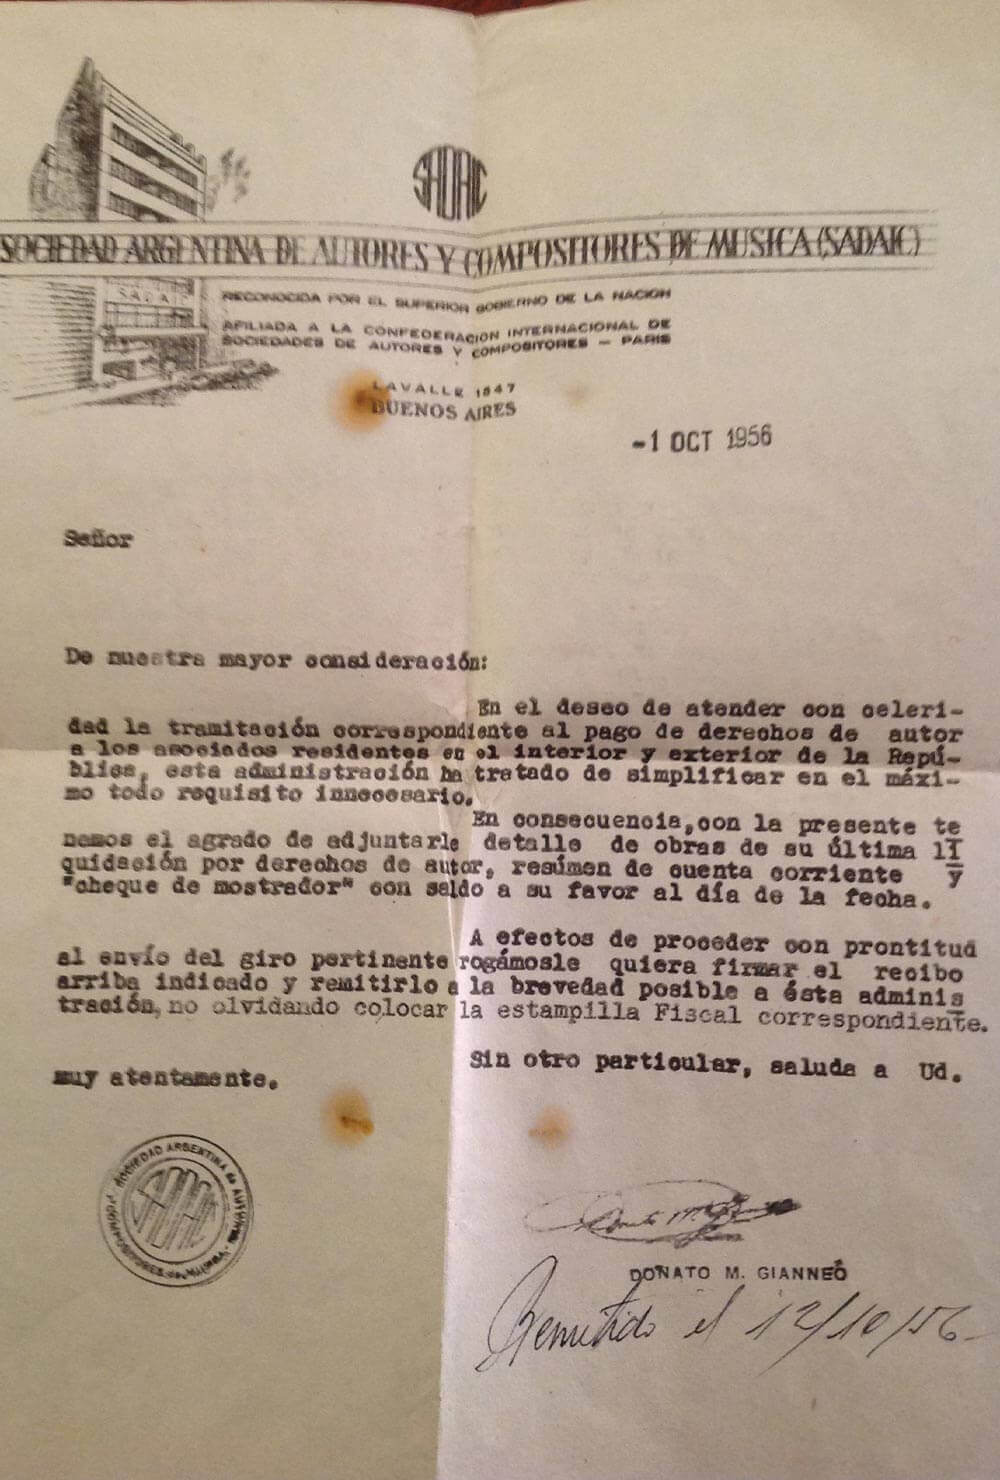 SADAIC
SOCIEDAD ARGENTINA DE AUTORES Y COMPOSITORES DE MUSICA (SADAIC)
SADAIC
RECONOCIDA POR EL SUPERIOR GOBIERNO DE LA NACION
AFILIADA A LA CONFEDERACION INTERNACIONAL DE
SOCIEDADES DE AUTORES Y COMPOSITORES - PARIS
LAVALLE 1547
BUENOS AIRES
-1 OCT 1956
Señor
De nuestra mayor consideración:
En el deseo de atender con celeri-
dad la tramitación correspondiente al pago de derechos de autor
a los asociados residentes en el interior y exterior de la Repú-
blica, esta administración ha tratado de simplificar en el máxi-
mo todo requisito innecesario.
En consecuencia, con la presente te
nemos el agrado de adjuntarle detalle de obras de su última li
quidación por derechos de autor, resúmen de cuenta corriente y
"cheque de mostrador" con saldo a su favor al día de la fecha.
A efectos de proceder con prontitud
al envío del giro pertinente rogámosle quiera firmar el recibo
arriba indicado y remitirlo a la brevedad posible a ésta adminis
tración, no olvidando colocar la estampilla Fiscal correspondiente.
Sin otro particular, saluda a Ud.
muy atentamente.
SOCIEDAD ARGENTINA de AUTORES y COMPOSITORES de MUSICA
SADAIC
DONATO M. GIANNEÓ
Remitido el 12/10/56-